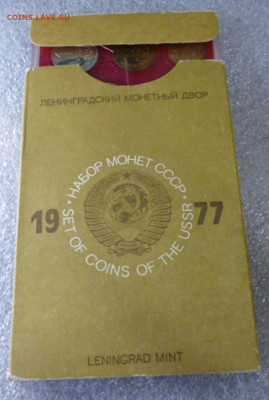 COINS.LAVE.RU
ЛЕНИНГРАДСКИЙ МОНЕТНЫЙ ДВОР
• НАБОР МОНЕТ СССР •
19 77
SET OF COINS OF THE USSR
LENINGRAD MINT